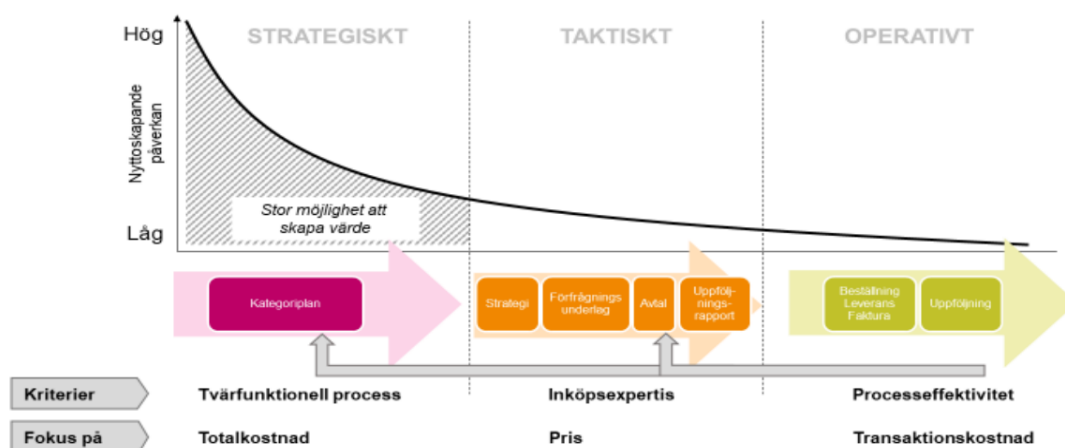 Hög
STRATEGISKT
TAKTISKT
OPERATIVT
Nyttoskapande
påverkan
Stor möjlighet att
skapa värde
Låg
Kategoriplan
Strategi
Förfrågnings
underlag
Avtal
Uppfölj-
nings-
rapport
Beställning
Leverans
Faktura
Uppföljning
Kriterier
Tvärfunktionell process
Inköpsexpertis
Processeffektivitet
Fokus på
Totalkostnad
Pris
Transaktionskostnad